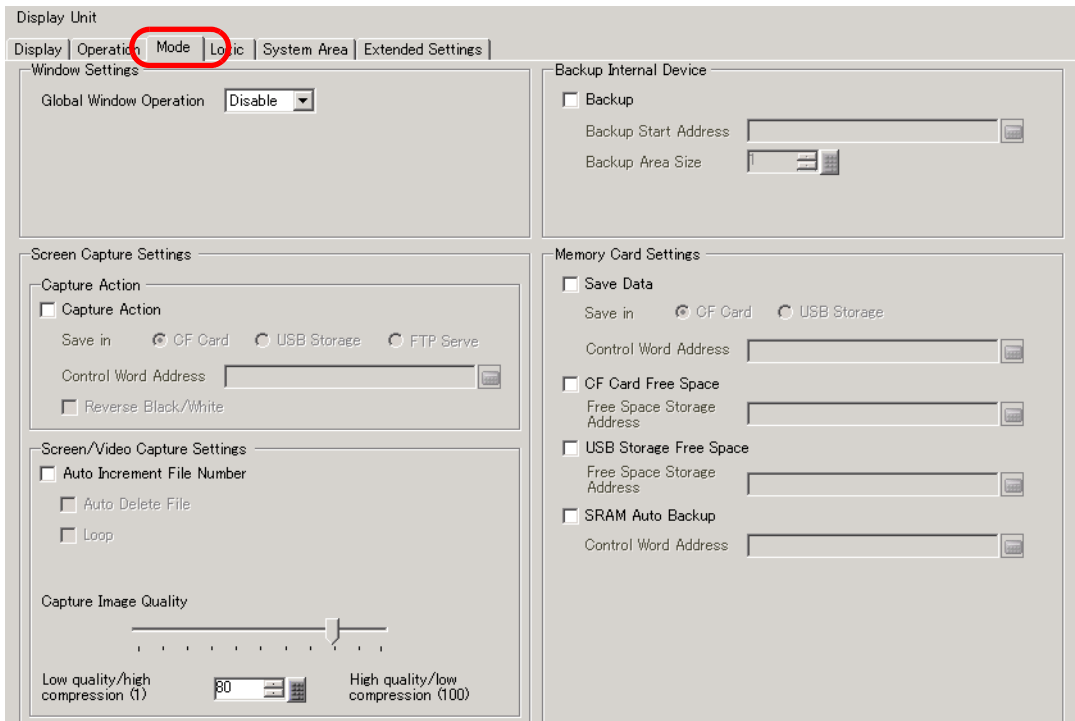 Display Unit
Display Operation Mode Logic System Area Extended Settings
Window Settings
Global Window Operation Disable
Screen Capture Settings
Capture Action
Capture Action
Save in CF Card USB Storage FTP Serve
Control Word Address
Reverse Black/White
Screen/Video Capture Settings
Auto Increment File Number
Auto Delete File
Loop
Capture Image Quality
Low quality/high
compression (1)
80
High quality/low
compression (100)
Backup Internal Device
Backup
Backup Start Address
Backup Area Size 1
Memory Card Settings
Save Data
Save in CF Card USB Storage
Control Word Address
CF Card Free Space
Free Space Storage
Address
USB Storage Free Space
Free Space Storage
Address
SRAM Auto Backup
Control Word Address